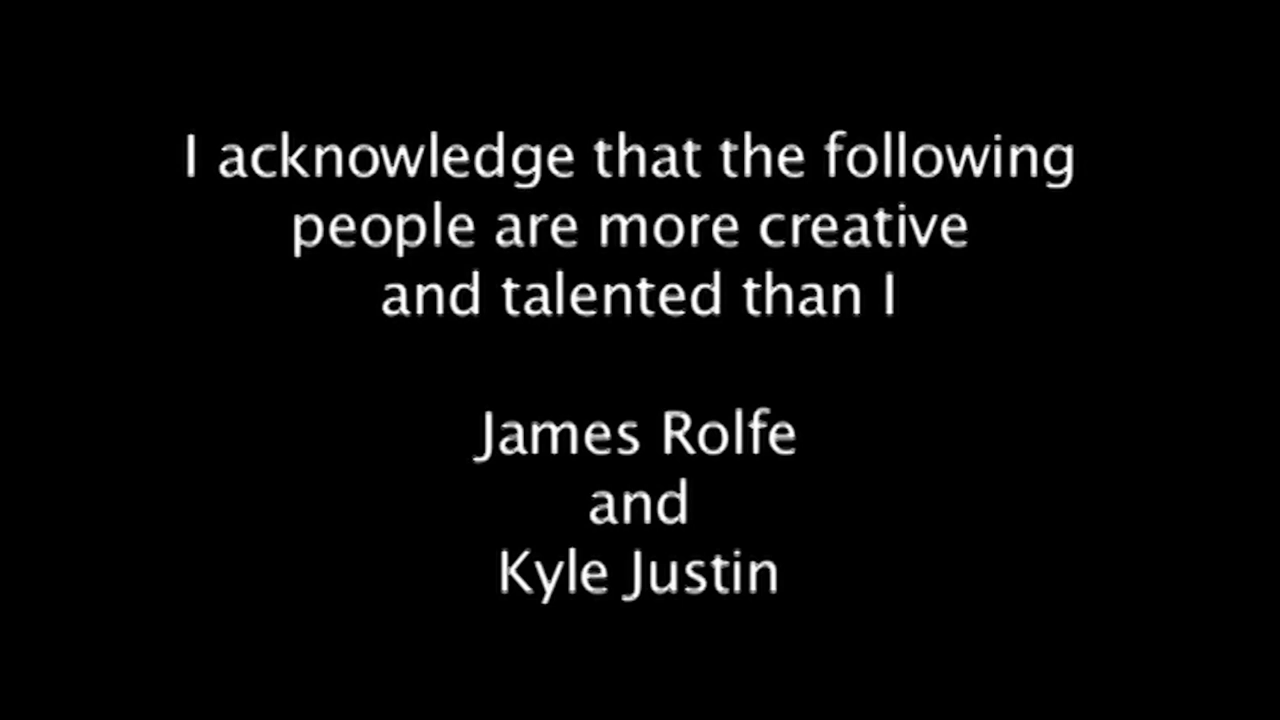 I acknowledge that the following
people are more creative
and talented than I
James Rolfe
and
Kyle Justin